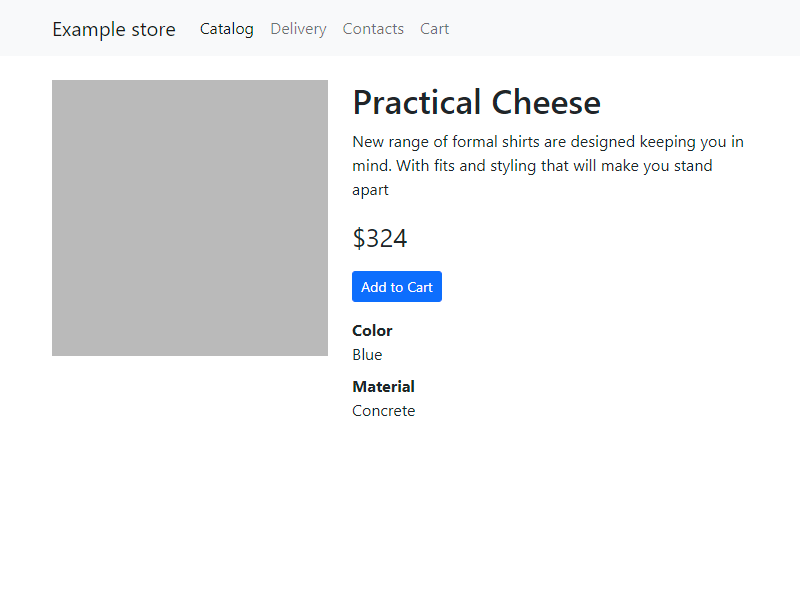 Example store Catalog Delivery Contacts Cart
Practical Cheese
New range of formal shirts are designed keeping you in
mind. With fits and styling that will make you stand
apart
$324
Add to Cart
Color
Blue
Material
Concrete